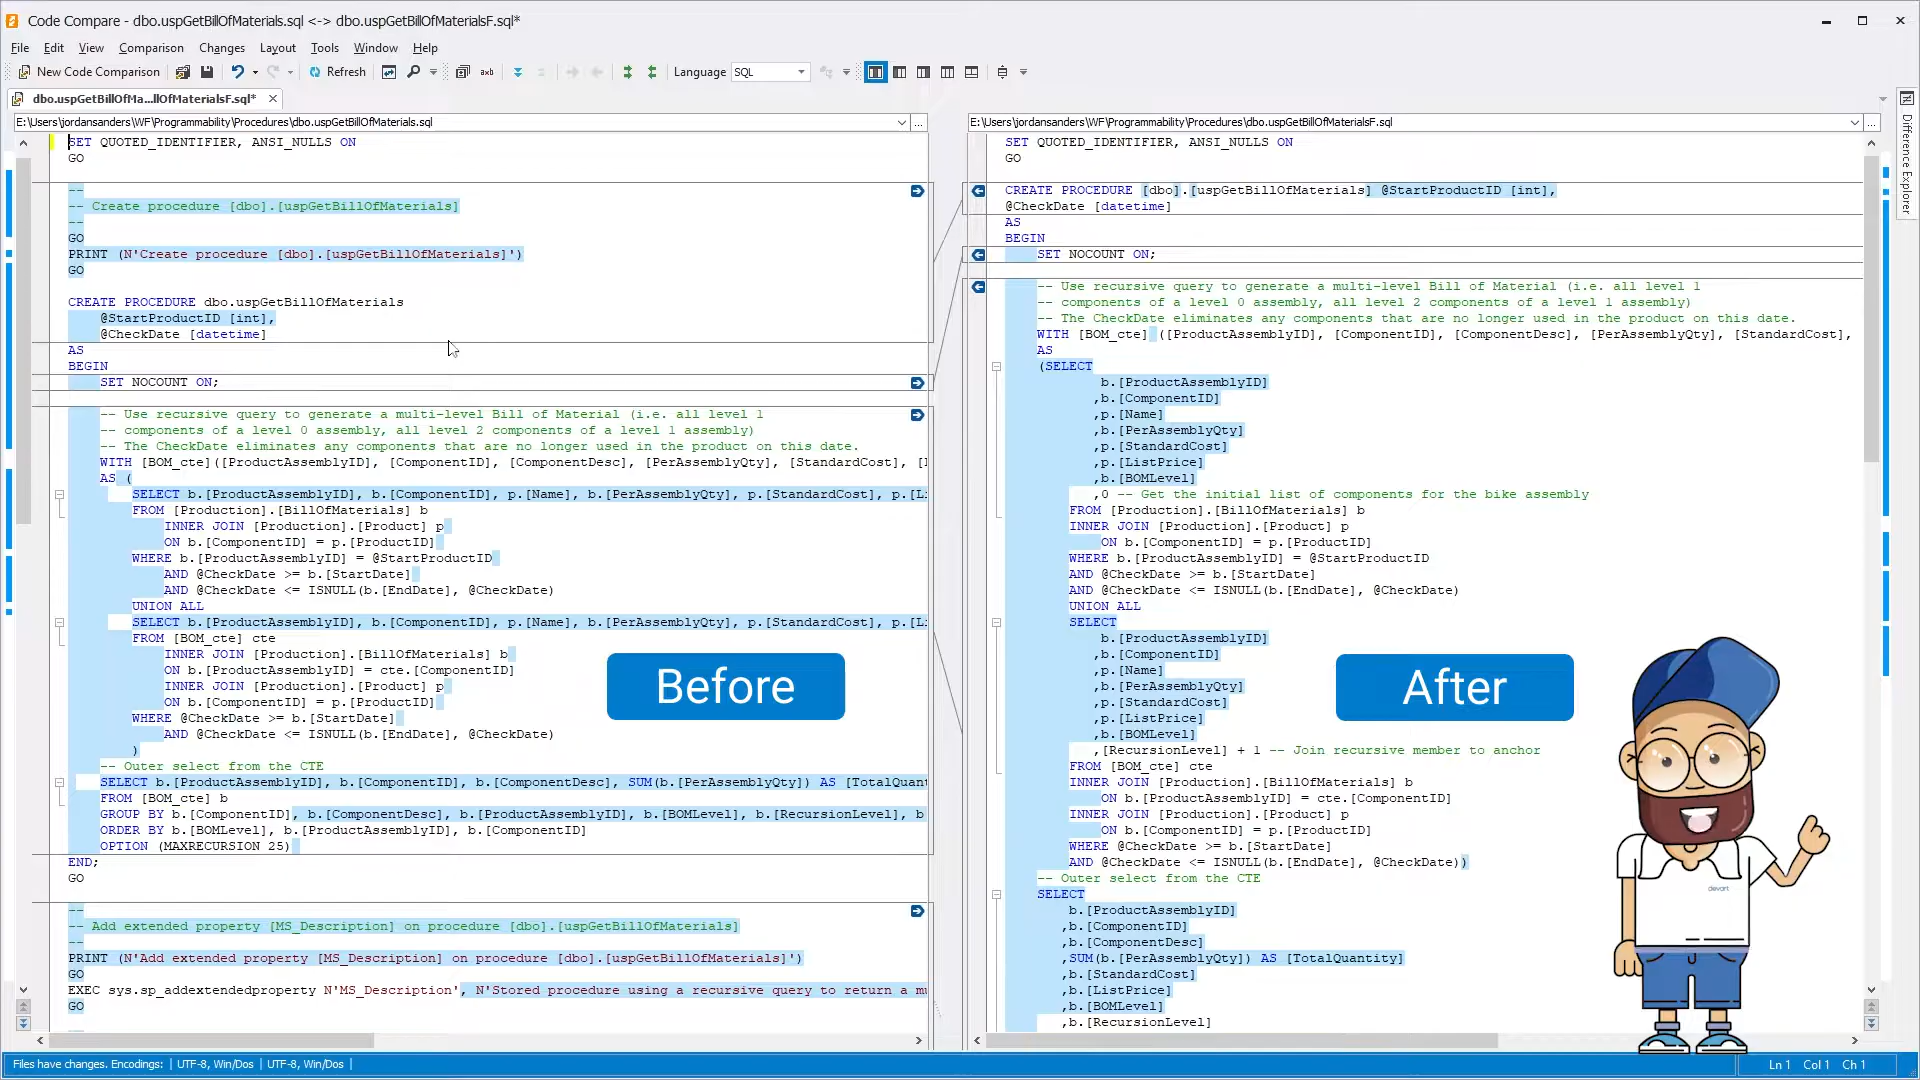 Code Compare - dbo.uspGetBillOfMaterials.sql <-> dbo.uspGetBillOfMaterialsF.sql*
File Edit View Comparison Changes Layout Tools Window Help
New Code Comparison Refresh Language SQL
dbo.uspGetBillOfMa...llOfMaterialsF.sql*
E:\Users\jordansanders\WF\Programmability\Procedures\dbo.uspGetBillOfMaterials.sql
SET QUOTED_IDENTIFIER, ANSI_NULLS ON
GO
--
-- Create procedure [dbo].[uspGetBillOfMaterials]
--
GO
PRINT (N'Create procedure [dbo].[uspGetBillOfMaterials]')
GO
CREATE PROCEDURE dbo.uspGetBillOfMaterials
@StartProductID [int],
@CheckDate [datetime]
AS
BEGIN
SET NOCOUNT ON;
-- Use recursive query to generate a multi-level Bill of Material (i.e. all level 1
-- components of a level 0 assembly, all level 2 components of a level 1 assembly)
-- The CheckDate eliminates any components that are no longer used in the product on this date.
WITH [BOM_cte]([ProductAssemblyID], [ComponentID], [ComponentDesc], [PerAssemblyQty], [StandardCost], [
AS (
SELECT b.[ProductAssemblyID], b.[ComponentID], p.[Name], b.[PerAssemblyQty], p.[StandardCost], p.[Li
FROM [Production].[BillOfMaterials] b
INNER JOIN [Production].[Product] p
ON b.[ComponentID] = p.[ProductID]
WHERE b.[ProductAssemblyID] = @StartProductID
AND @CheckDate >= b.[StartDate]
AND @CheckDate <= ISNULL(b.[EndDate], @CheckDate)
UNION ALL
SELECT b.[ProductAssemblyID], b.[ComponentID], p.[Name], b.[PerAssemblyQty], p.[StandardCost], p.[Li
FROM [BOM_cte] cte
INNER JOIN [Production].[BillOfMaterials] b
ON b.[ProductAssemblyID] = cte.[ComponentID]
INNER JOIN [Production].[Product] p
ON b.[ComponentID] = p.[ProductID]
WHERE @CheckDate >= b.[StartDate]
AND @CheckDate <= ISNULL(b.[EndDate], @CheckDate)
)
-- Outer select from the CTE
SELECT b.[ProductAssemblyID], b.[ComponentID], b.[ComponentDesc], SUM(b.[PerAssemblyQty]) AS [TotalQuant
FROM [BOM_cte] b
GROUP BY b.[ComponentID], b.[ComponentDesc], b.[ProductAssemblyID], b.[BOMLevel], b.[RecursionLevel], b
ORDER BY b.[BOMLevel], b.[ProductAssemblyID], b.[ComponentID]
OPTION (MAXRECURSION 25)
END;
GO
--
-- Add extended property [MS_Description] on procedure [dbo].[uspGetBillOfMaterials]
--
PRINT (N'Add extended property [MS_Description] on procedure [dbo].[uspGetBillOfMaterials]')
GO
EXEC sys.sp_addextendedproperty N'MS_Description', N'Stored procedure using a recursive query to return a mu
GO
Before
E:\Users\jordansanders\WF\Programmability\Procedures\dbo.uspGetBillOfMaterialsF.sql
SET QUOTED_IDENTIFIER, ANSI_NULLS ON
GO
CREATE PROCEDURE [dbo].[uspGetBillOfMaterials] @StartProductID [int],
@CheckDate [datetime]
AS
BEGIN
SET NOCOUNT ON;
-- Use recursive query to generate a multi-level Bill of Material (i.e. all level 1
-- components of a level 0 assembly, all level 2 components of a level 1 assembly)
-- The CheckDate eliminates any components that are no longer used in the product on this date.
WITH [BOM_cte] ([ProductAssemblyID], [ComponentID], [ComponentDesc], [PerAssemblyQty], [StandardCost],
AS
(SELECT
b.[ProductAssemblyID]
,b.[ComponentID]
,p.[Name]
,b.[PerAssemblyQty]
,p.[StandardCost]
,p.[ListPrice]
,b.[BOMLevel]
,0 -- Get the initial list of components for the bike assembly
FROM [Production].[BillOfMaterials] b
INNER JOIN [Production].[Product] p
ON b.[ComponentID] = p.[ProductID]
WHERE b.[ProductAssemblyID] = @StartProductID
AND @CheckDate >= b.[StartDate]
AND @CheckDate <= ISNULL(b.[EndDate], @CheckDate)
UNION ALL
SELECT
b.[ProductAssemblyID]
,b.[ComponentID]
,p.[Name]
,b.[PerAssemblyQty]
,p.[StandardCost]
,p.[ListPrice]
,b.[BOMLevel]
,[RecursionLevel] + 1 -- Join recursive member to anchor
FROM [BOM_cte] cte
INNER JOIN [Production].[BillOfMaterials] b
ON b.[ProductAssemblyID] = cte.[ComponentID]
INNER JOIN [Production].[Product] p
ON b.[ComponentID] = p.[ProductID]
WHERE @CheckDate >= b.[StartDate]
AND @CheckDate <= ISNULL(b.[EndDate], @CheckDate))
-- Outer select from the CTE
SELECT
b.[ProductAssemblyID]
,b.[ComponentID]
,b.[ComponentDesc]
,SUM(b.[PerAssemblyQty]) AS [TotalQuantity]
,b.[StandardCost]
,b.[ListPrice]
,b.[BOMLevel]
,b.[RecursionLevel]
After
devart
Difference Explorer
Files have changes. Encodings: | UTF-8, Win/Dos | UTF-8, Win/Dos |
Ln 1 Col 1 Ch 1